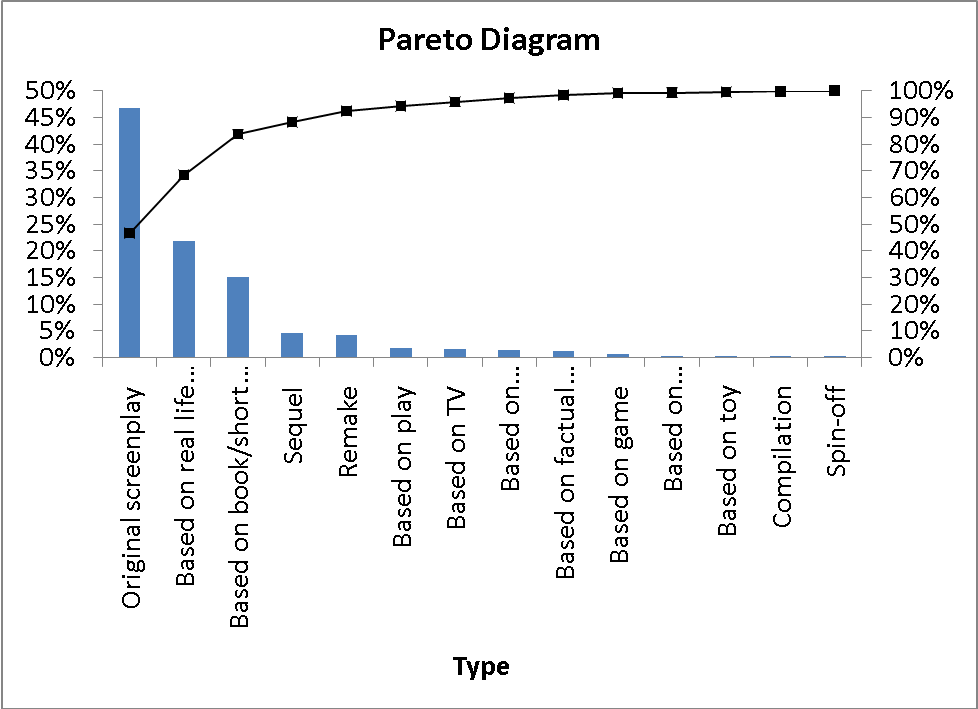 Pareto Diagram
50% 100%
45% 90%
40% 80%
35% 70%
30% 60%
25% 50%
20% 40%
15% 30%
10% 20%
5% 10%
0% 0%
Original screenplay
Based on real life...
Based on book/short...
Sequel
Remake
Based on play
Based on TV
Based on...
Based on factual...
Based on game
Based on...
Based on toy
Compilation
Spin-off
Type